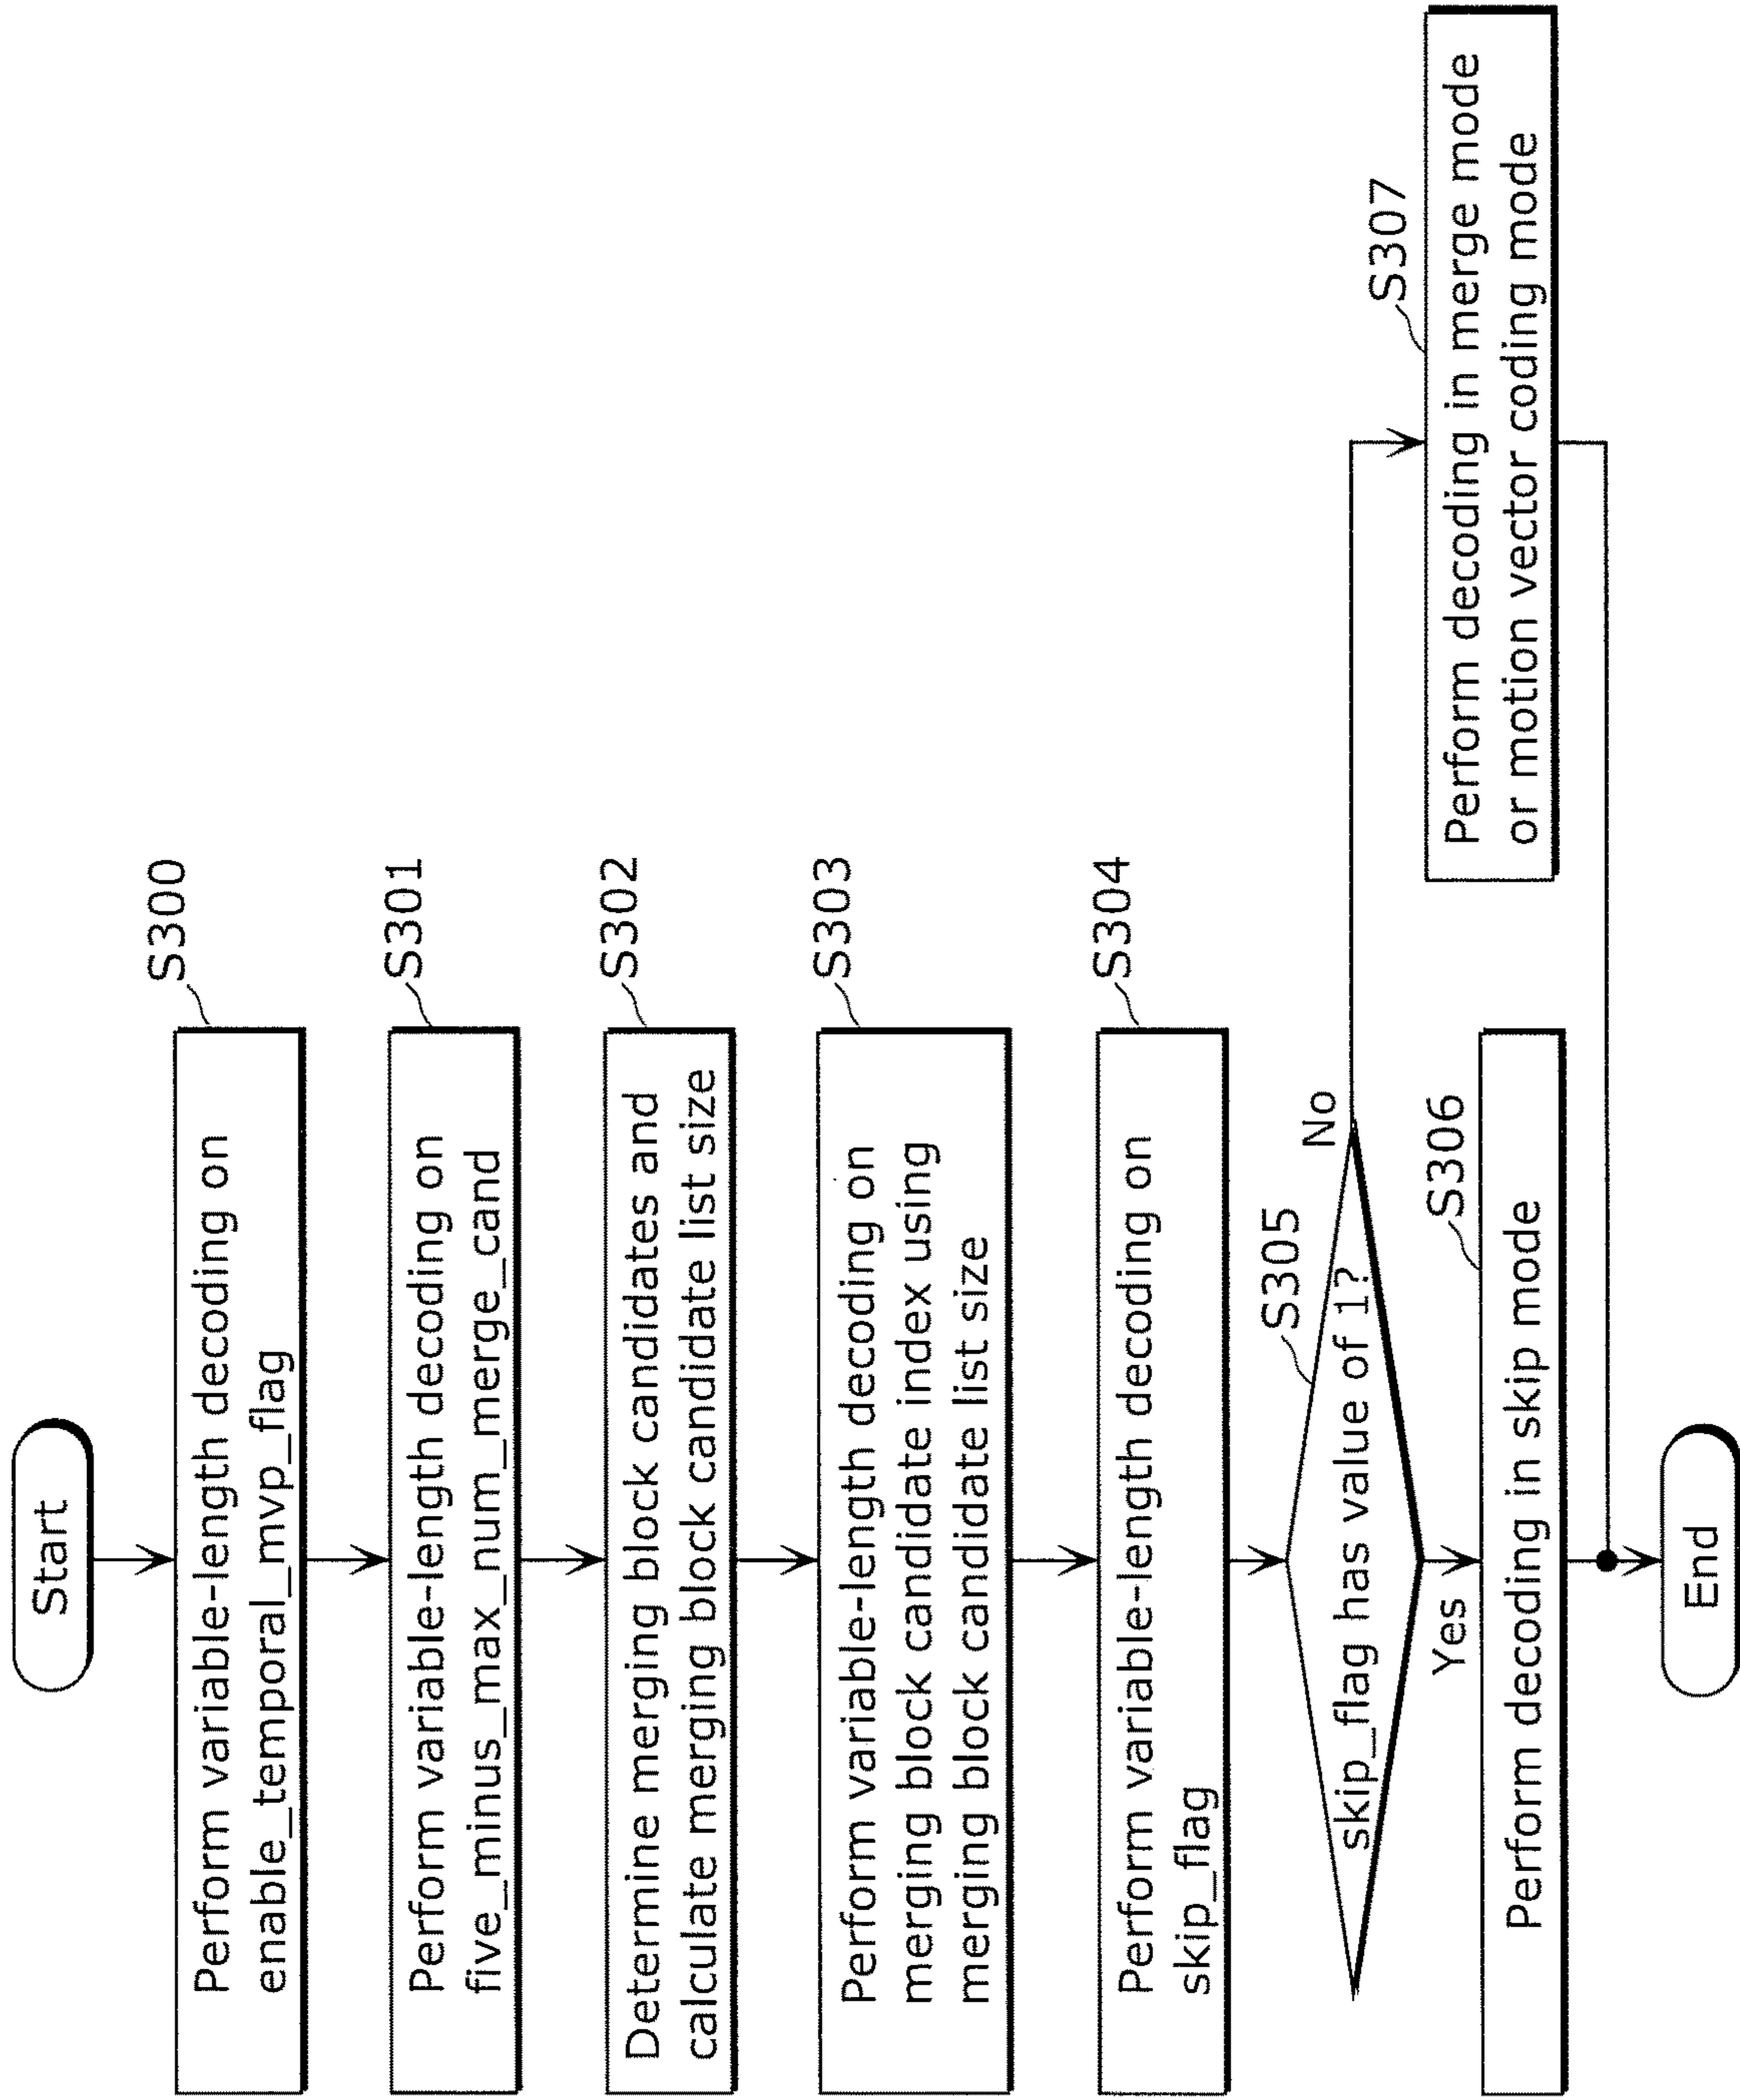 Start
S300
Perform variable-length decoding on
enable_temporal_mvp_flag
S301
Perform variable-length decoding on
five_minus_max_num_merge_cand
S302
Determine merging block candidates and
calculate merging block candidate list size
S303
Perform variable-length decoding on
merging block candidate index using
merging block candidate list size
S304
Perform variable-length decoding on
skip_flag
S305
skip_flag has value of 1?
No
Yes
S306
Perform decoding in skip mode
S307
Perform decoding in merge mode
or motion vector coding mode
End